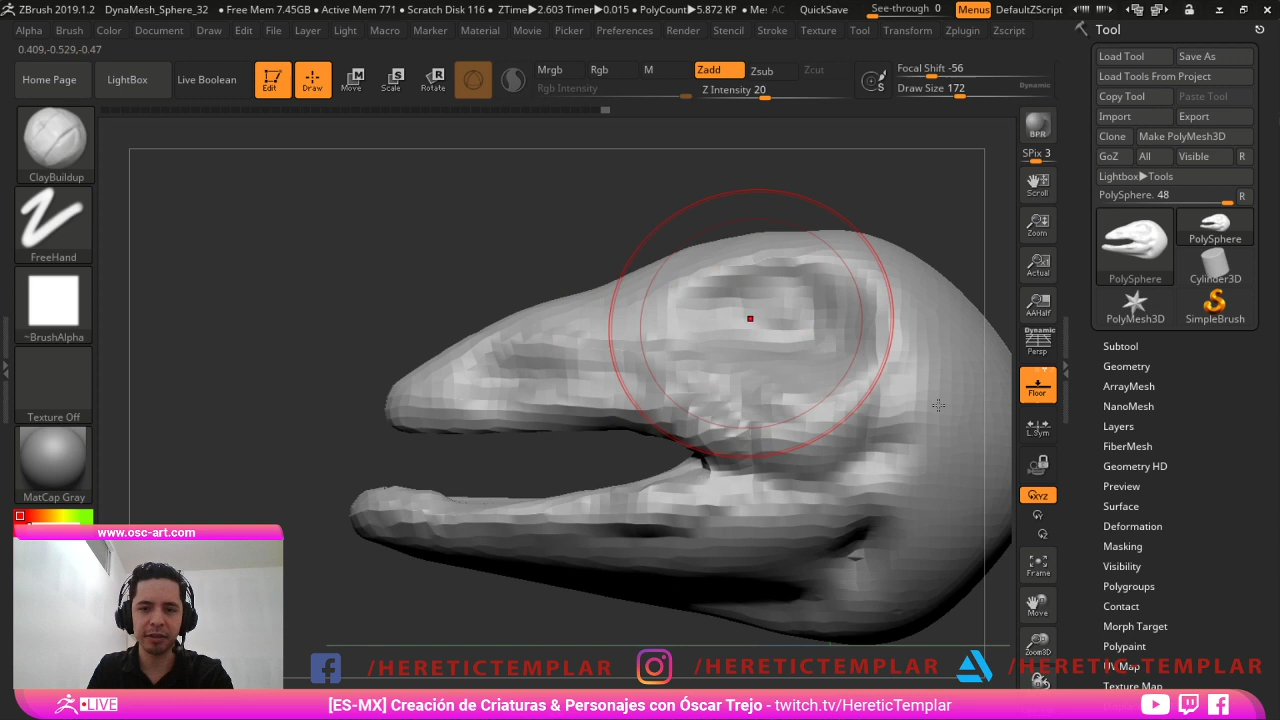 ZBrush 2019.1.2 DynaMesh_Sphere_32 • Free Mem 7.45GB • Active Mem 771 • Scratch Disk 116 • ZTime▶2.603 Timer▶0.015 • PolyCount▶5.872 KP • Me: AC QuickSave See-through 0 Menus DefaultZScript
Alpha Brush Color Document Draw Edit File Layer Light Macro Marker Material Movie Picker Preferences Render Stencil Stroke Texture Tool Transform Zplugin Zscript
0.409,-0.529,-0.47
Home Page LightBox Live Boolean Edit Draw Move Scale Rotate
Mrgb Rgb M Zadd Zsub Zcut
Rgb Intensity Z Intensity 20
S
Focal Shift -56
Draw Size 172 Dynamic
ClayBuildup
FreeHand
~BrushAlpha
Texture Off
MatCap Gray
BPR
SPix 3
Scroll
Zoom
Actual
AAHalf
Dynamic
Persp
Floor
L.Sym
XYZ
Y
Z
Frame
Move
Zoom3D
Tool
Load Tool Save As
Load Tools From Project
Copy Tool Paste Tool
Import Export
Clone Make PolyMesh3D
GoZ All Visible R
Lightbox▶Tools
PolySphere. 48 R
PolySphere
PolySphere Cylinder3D
PolyMesh3D SimpleBrush
Subtool
Geometry
ArrayMesh
NanoMesh
Layers
FiberMesh
Geometry HD
Preview
Surface
Deformation
Masking
Visibility
Polygroups
Contact
Morph Target
Polypaint
UV Map
Texture Map
www.osc-art.com
/HERETICTEMPLAR /HERETICTEMPLAR /HERETICTEMPLAR
LIVE
[ES-MX] Creación de Criaturas & Personajes con Óscar Trejo - twitch.tv/HereticTemplar